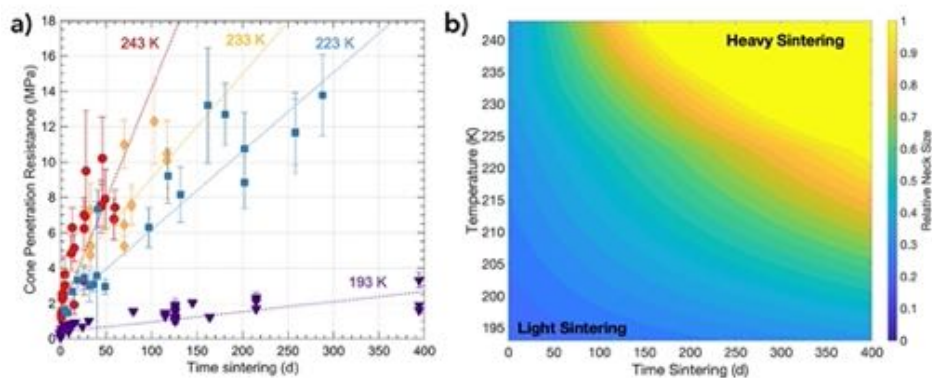 a)
18
16
14
12
10
8
6
4
2
0
Cone Penetration Resistance (MPa)
243 K
233 K
223 K
193 K
0 50 100 150 200 250 300 350 400
Time sintering (d)
b)
240
235
230
225
220
215
210
205
200
195
Temperature (K)
Heavy Sintering
Light Sintering
0 50 100 150 200 250 300 350 400
Time Sintering (d)
1
0.9
0.8
0.7
0.6
0.5
0.4
0.3
0.2
0.1
0
Relative Neck Size